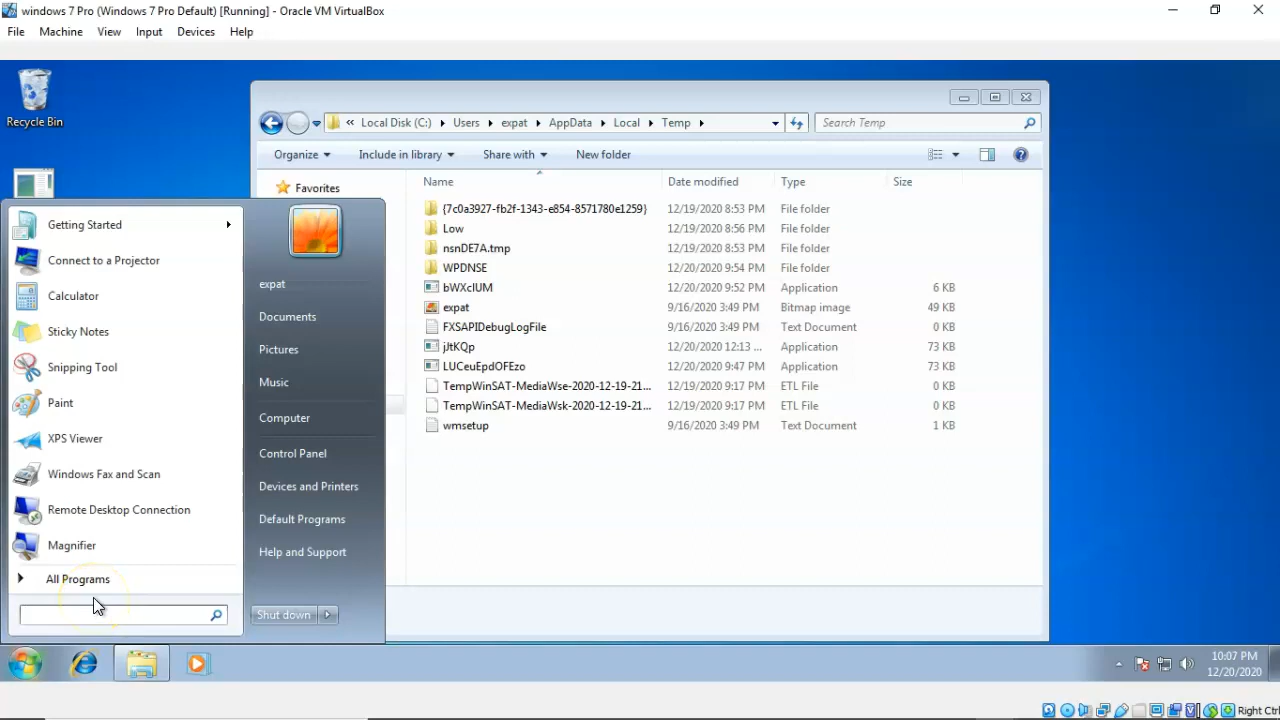 windows 7 Pro (Windows 7 Pro Default) [Running] - Oracle VM VirtualBox
File Machine View Input Devices Help
Recycle Bin
« Local Disk (C:) Users expat AppData Local Temp
Search Temp
Organize Include in library Share with New folder
Favorites
Name Date modified Type Size
{7c0a3927-fb2f-1343-e854-8571780e1259} 12/19/2020 8:53 PM File folder
Low 12/19/2020 8:56 PM File folder
nsnDE7A.tmp 12/19/2020 8:53 PM File folder
WPDNSE 12/20/2020 9:54 PM File folder
bWXcIUM 12/20/2020 9:52 PM Application 6 KB
expat 9/16/2020 3:49 PM Bitmap image 49 KB
FXSAPIDebugLogFile 9/16/2020 3:49 PM Text Document 0 KB
jJtKQp 12/20/2020 12:13 ... Application 73 KB
LUCeuEpdOFEzo 12/20/2020 9:47 PM Application 73 KB
TempWinSAT-MediaWse-2020-12-19-21... 12/19/2020 9:17 PM ETL File 0 KB
TempWinSAT-MediaWsk-2020-12-19-21... 12/19/2020 9:17 PM ETL File 0 KB
wmsetup 9/16/2020 3:49 PM Text Document 1 KB
Getting Started
Connect to a Projector
Calculator
Sticky Notes
Snipping Tool
Paint
XPS Viewer
Windows Fax and Scan
Remote Desktop Connection
Magnifier
All Programs
expat
Documents
Pictures
Music
Computer
Control Panel
Devices and Printers
Default Programs
Help and Support
Shut down
10:07 PM
12/20/2020
Right Ctrl